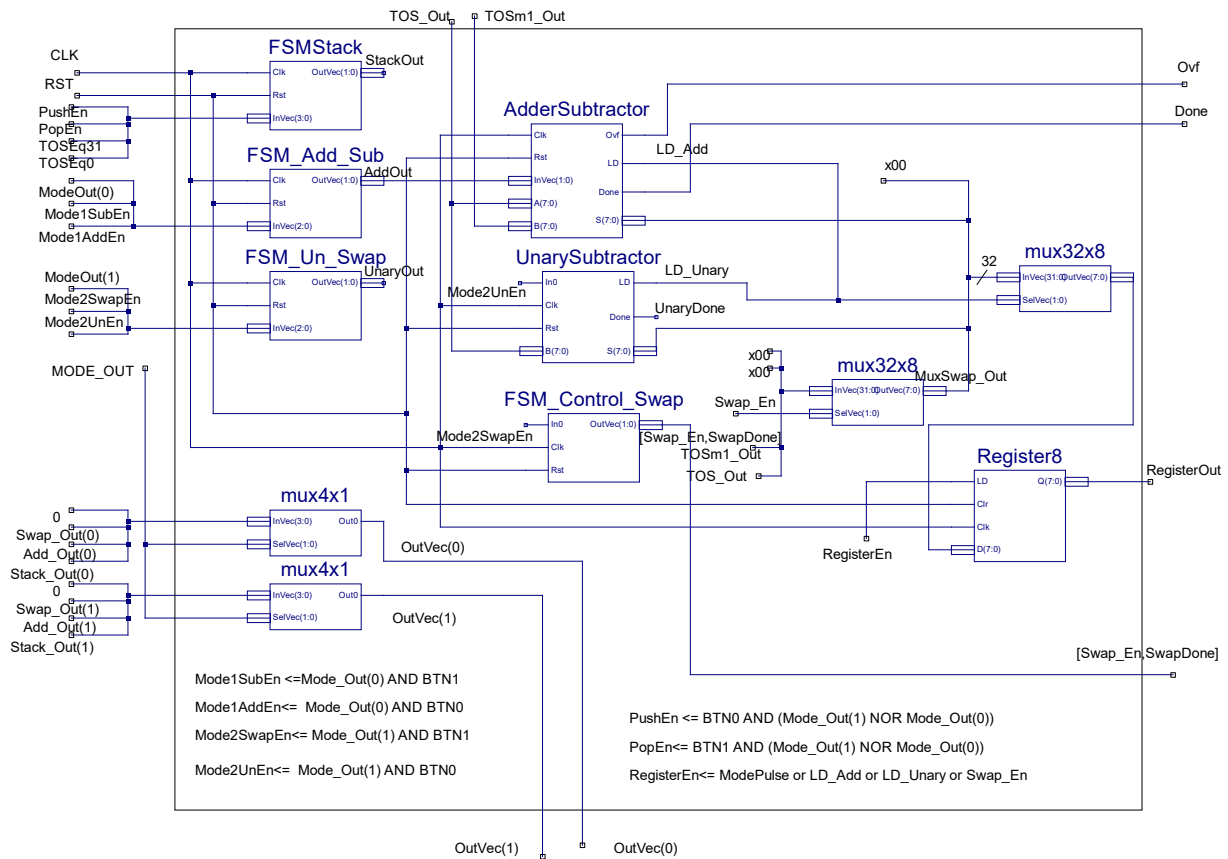 TOS_Out
TOSm1_Out
CLK
RST
PushEn
PopEn
TOSEq31
TOSEq0
FSMStack
Clk
OutVec(1:0)
Rst
InVec(3:0)
StackOut
Ovf
Done
ModeOut(0)
Mode1SubEn
Mode1AddEn
FSM_Add_Sub
Clk
OutVec(1:0)
Rst
InVec(2:0)
AddOut
AdderSubtractor
Clk
Ovf
Rst
LD
InVec(1:0)
Done
A(7:0)
S(7:0)
B(7:0)
LD_Add
x00
ModeOut(1)
Mode2SwapEn
Mode2UnEn
FSM_Un_Swap
Clk
OutVec(1:0)
Rst
InVec(2:0)
UnaryOut
UnarySubtractor
Mode2UnEn
In0
LD
Clk
Done
Rst
B(7:0)
S(7:0)
LD_Unary
UnaryDone
32
mux32x8
InVec(31:0)
OutVec(7:0)
SelVec(1:0)
MODE_OUT
x00
x00
Swap_En
mux32x8
InVec(31:0)
OutVec(7:0)
SelVec(1:0)
MuxSwap_Out
FSM_Control_Swap
Mode2SwapEn
In0
OutVec(1:0)
Clk
Rst
[Swap_En,SwapDone]
TOSm1_Out
TOS_Out
Register8
LD
Q(7:0)
Clr
Clk
D(7:0)
RegisterOut
RegisterEn
0
Swap_Out(0)
Add_Out(0)
Stack_Out(0)
mux4x1
InVec(3:0)
Out0
SelVec(1:0)
OutVec(0)
0
Swap_Out(1)
Add_Out(1)
Stack_Out(1)
mux4x1
InVec(3:0)
Out0
SelVec(1:0)
OutVec(1)
[Swap_En,SwapDone]
Mode1SubEn <=Mode_Out(0) AND BTN1
Mode1AddEn<= Mode_Out(0) AND BTN0
Mode2SwapEn<= Mode_Out(1) AND BTN1
Mode2UnEn<= Mode_Out(1) AND BTN0
PushEn <= BTN0 AND (Mode_Out(1) NOR Mode_Out(0))
PopEn<= BTN1 AND (Mode_Out(1) NOR Mode_Out(0))
RegisterEn<= ModePulse or LD_Add or LD_Unary or Swap_En
OutVec(1)
OutVec(0)